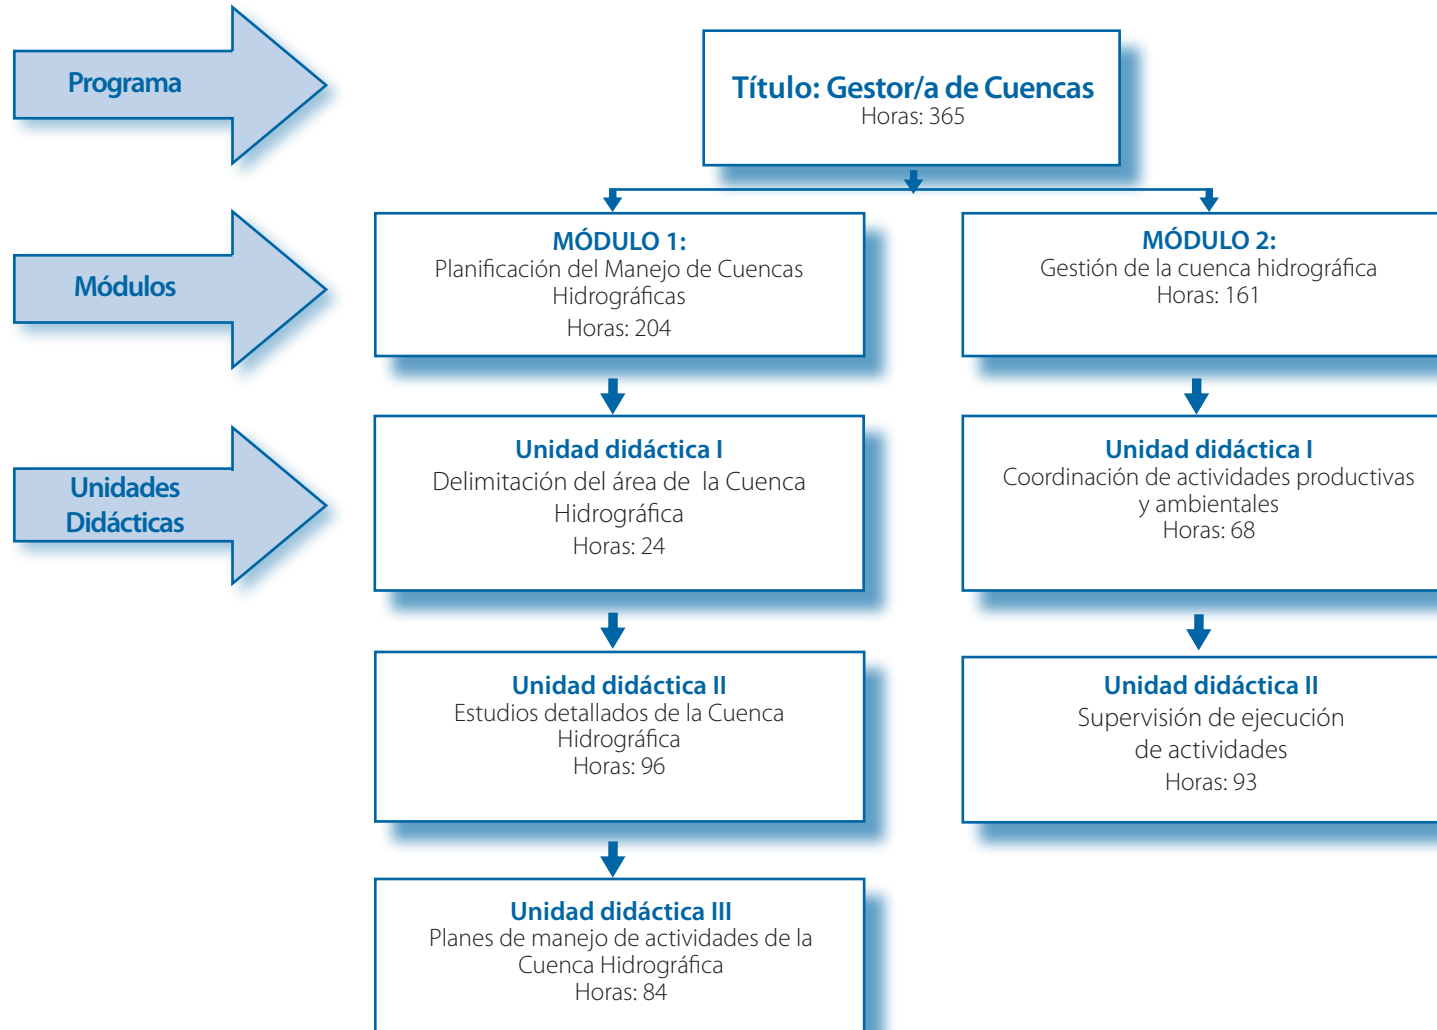 Programa
Título: Gestor/a de Cuencas
Horas: 365
Módulos
MÓDULO 1:
Planificación del Manejo de Cuencas
Hidrográficas
Horas: 204
MÓDULO 2:
Gestión de la cuenca hidrográfica
Horas: 161
Unidades
Didácticas
Unidad didáctica I
Delimitación del área de la Cuenca
Hidrográfica
Horas: 24
Unidad didáctica I
Coordinación de actividades productivas
y ambientales
Horas: 68
Unidad didáctica II
Estudios detallados de la Cuenca
Hidrográfica
Horas: 96
Unidad didáctica II
Supervisión de ejecución
de actividades
Horas: 93
Unidad didáctica III
Planes de manejo de actividades de la
Cuenca Hidrográfica
Horas: 84